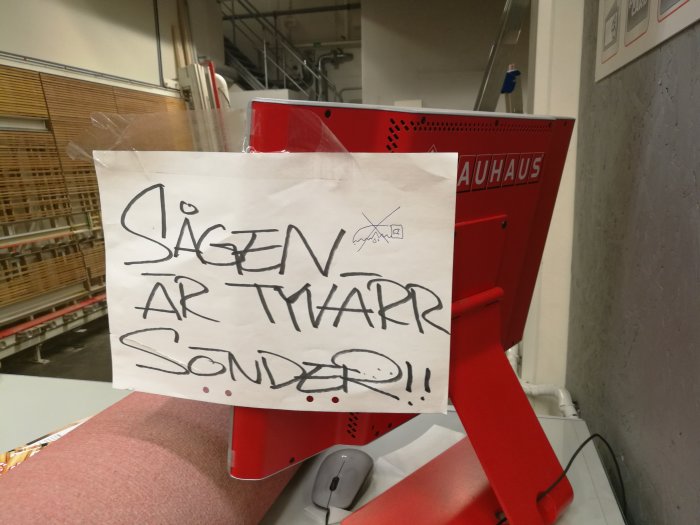 AUHAUS
SÅGEN
ÄR TYVÄRR
SÖNDER!!